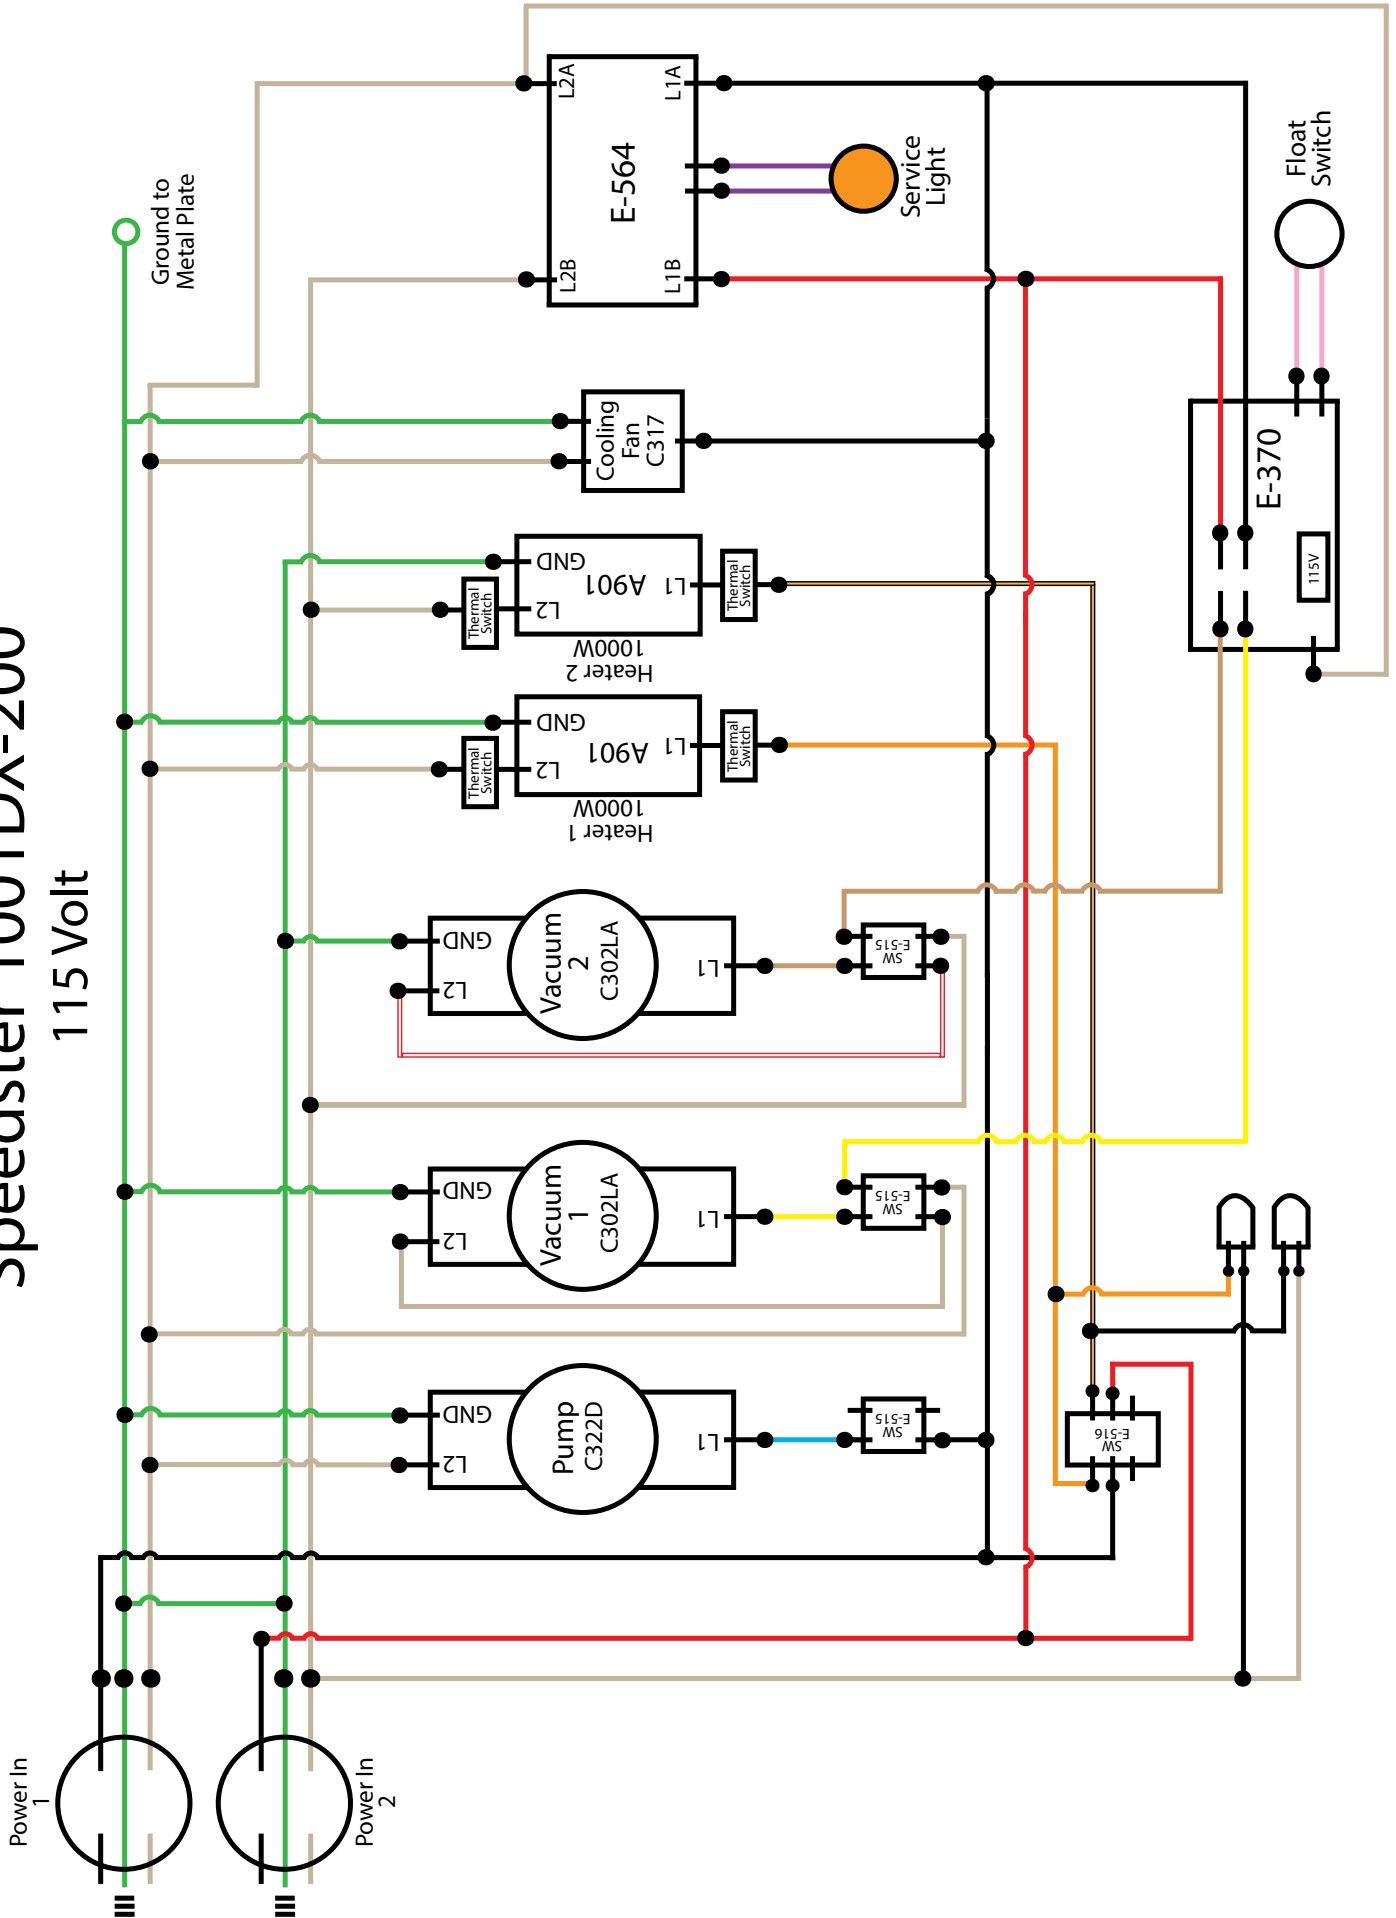 Speedster 1001DX-200
115 Volt
Power In
1
Power In
2
Ground to
Metal Plate
Pump
C322D
L2
GND
L1
SW
E-515
Vacuum
1
C302LA
L2
GND
L1
SW
E-515
Vacuum
2
C302LA
L2
GND
L1
SW
E-515
Heater 1
1000W
A901
L2
GND
L1
Thermal
Switch
Thermal
Switch
Heater 2
1000W
A901
L2
GND
L1
Thermal
Switch
Thermal
Switch
Cooling
Fan
C317
E-564
L2B
L2A
L1B
L1A
Service
Light
Float
Switch
E-370
115V
SW
E-516